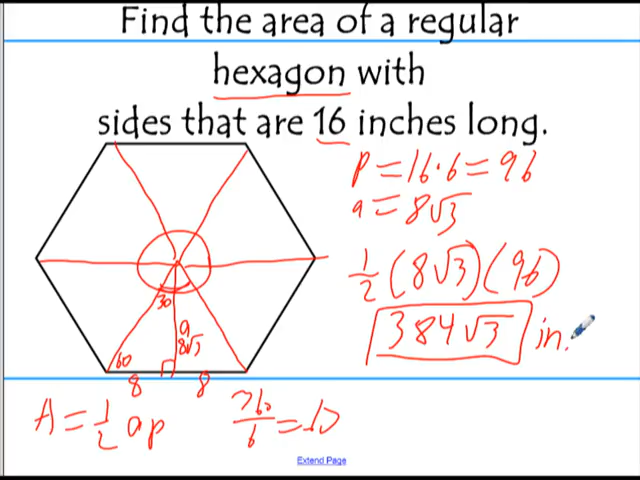 Find the area of a regular
hexagon with
sides that are 16 inches long.
P = 16 · 6 = 96
a = 8√3
1/2 (8√3)(96)
384√3 in.
30
a
8√3
60
8 8
A = 1/2 ap
360/6 = 60
Extend Page